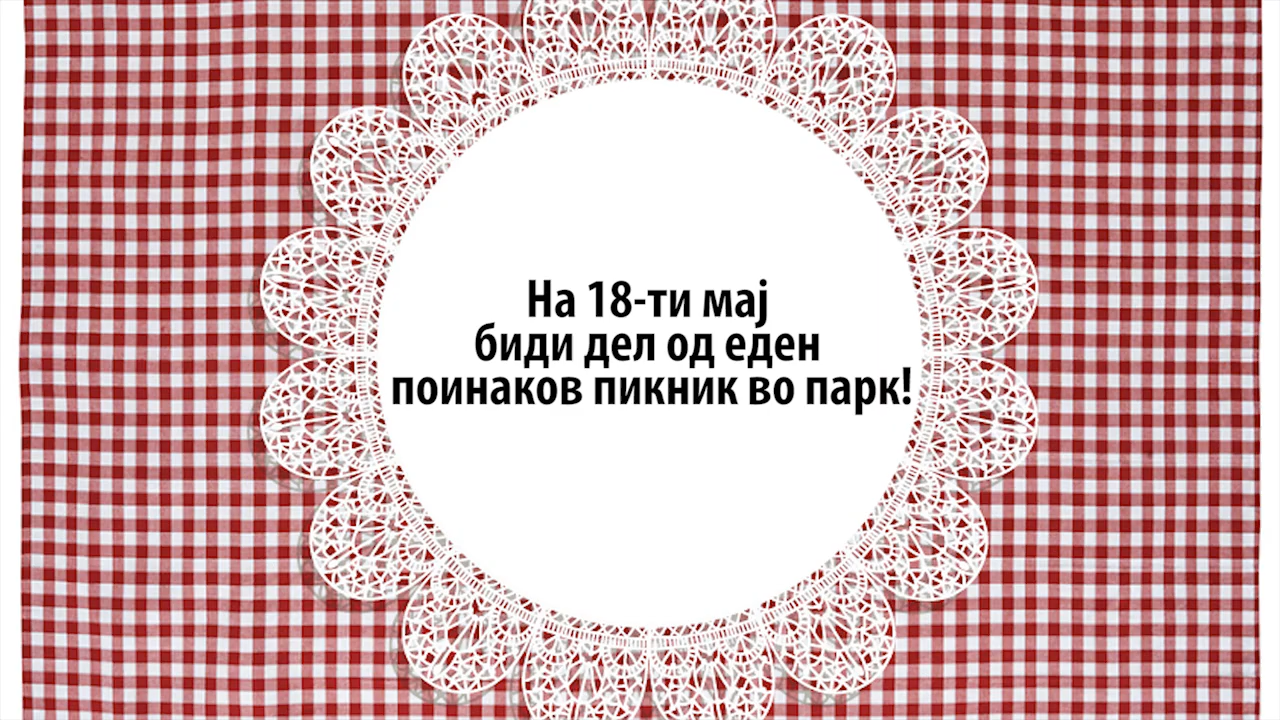 На 18-ти мај
биди дел од еден
поинаков пикник во парк!